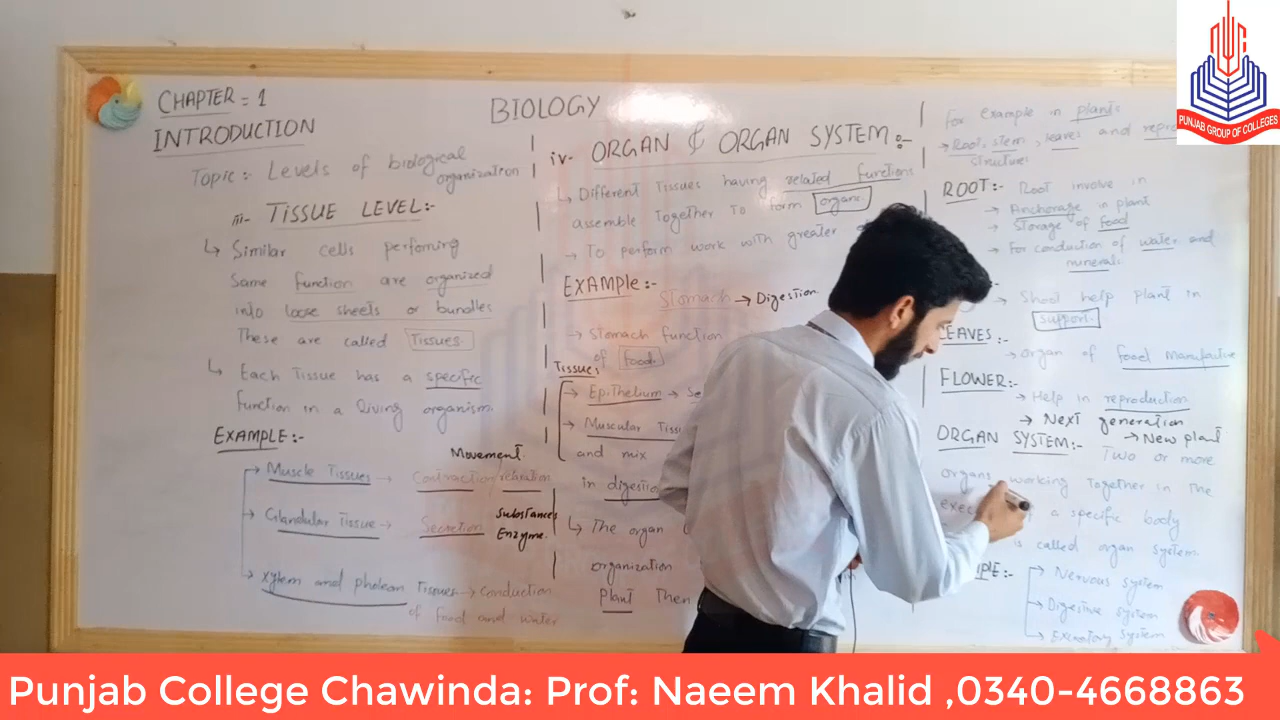 CHAPTER = 1
INTRODUCTION
BIOLOGY
Topic:- Levels of biological
organization
iii- TISSUE LEVEL:-
↳ Similar cells perfoming
Same function are organized
into loose sheets or bundles
These are called Tissues.
↳ Each Tissue has a specific
function in a living organism.
EXAMPLE:-
Movement.
→ Muscle Tissues → Contraction relaxation
→ Glandular Tissue → Secretion Substances
Enzyme.
→ xylem and pholean Tissues → conduction
of food and water
iv- ORGAN & ORGAN SYSTEM:-
↳ Different Tissues having related functions
assemble Together To form organs.
→ To perform work with greater
EXAMPLE:-
Stomach → Digestion.
→ Stomach function
of food
Tissues
→ Epithelium → Se
→ Muscular Tissu
and mix
in digestion
↳ The organ
organization
plant Then
For example in plants
→ Root, stem, leaves and repro
structures
ROOT:- Root involve in
→ Anchorage in plant
→ Storage of food
→ For conduction of water and
minerals
→ Shoot help plant in
support.
LEAVES:-
→ organ of food Manufactive
FLOWER:-
→ Help in reproduction
→ Next generation
→ New plant
ORGAN SYSTEM:- Two or more
organs working Together in The
exec a specific body
is called organ system.
MPLE:-
→ Nervous system
→ Digestive system
→ Excretory system
PUNJAB GROUP OF COLLEGES
Punjab College Chawinda: Prof: Naeem Khalid ,0340-4668863